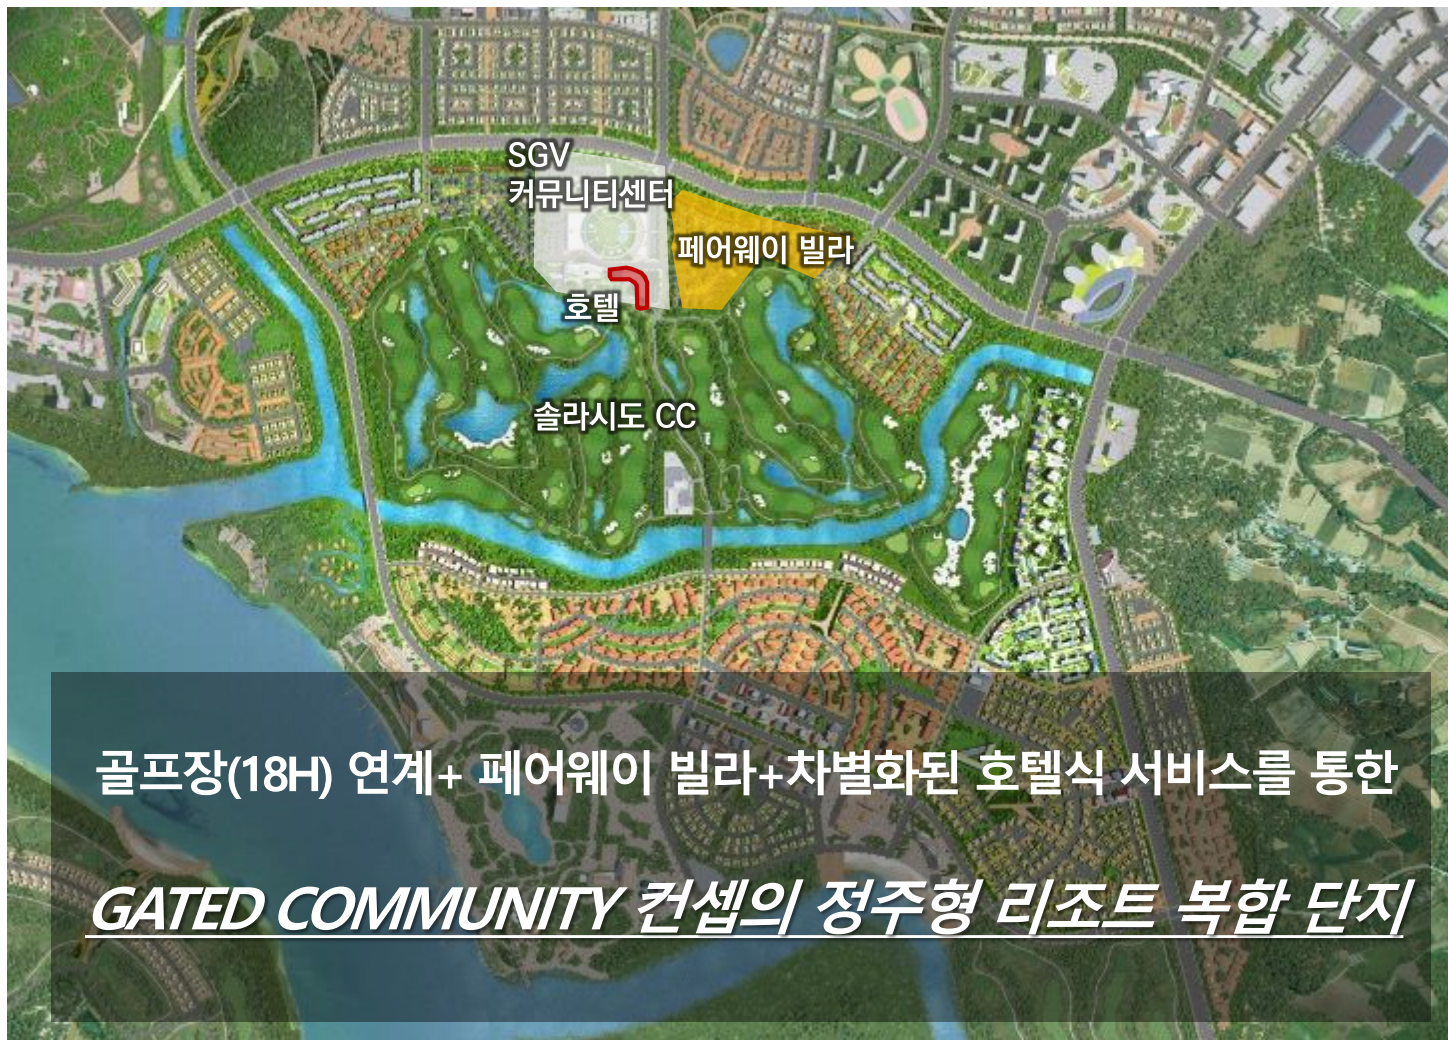 SGV
커뮤니티센터
페어웨이 빌라
호텔
솔라시도 CC
골프장(18H) 연계+ 페어웨이 빌라+차별화된 호텔식 서비스를 통한
GATED COMMUNITY 컨셉의 정주형 리조트 복합 단지